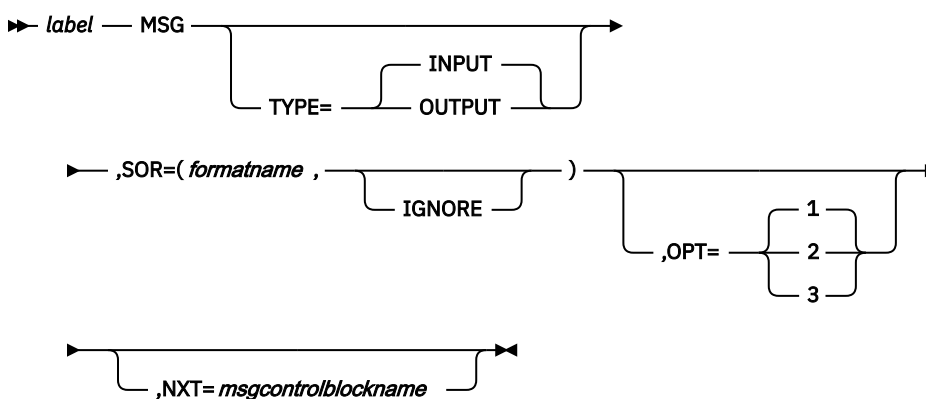 label MSG
INPUT
TYPE= OUTPUT
,SOR=( formatname , )
IGNORE
1
,OPT= 2
3
,NXT= msgcontrolblockname